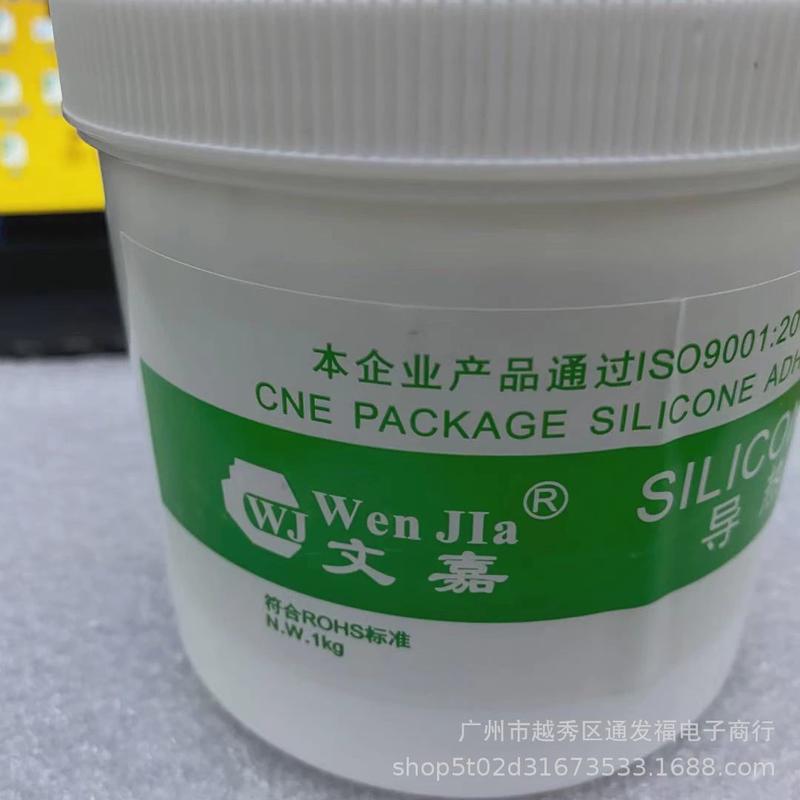 本企业产品通过ISO9001:20
CNE PACKAGE SILICONE ADH
WJ Wen JIa®
文嘉
SILICO
导热
符合ROHS标准
N.W.1kg
广州市越秀区通发福电子商行
shop5t02d31673533.1688.com